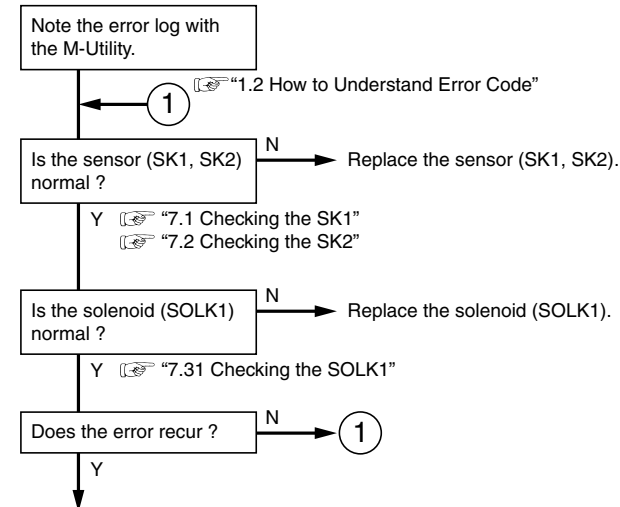 Note the error log with
the M-Utility.
“1.2 How to Understand Error Code”
1
Is the sensor (SK1, SK2)
normal ?
N
Replace the sensor (SK1, SK2).
Y
“7.1 Checking the SK1”
“7.2 Checking the SK2”
Is the solenoid (SOLK1)
normal ?
N
Replace the solenoid (SOLK1).
Y
“7.31 Checking the SOLK1”
Does the error recur ?
N
1
Y